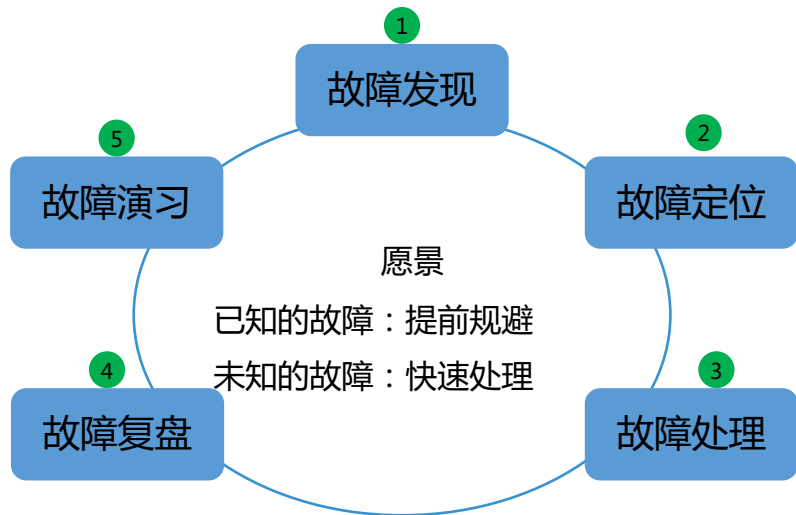 1
故障发现
2
故障定位
3
故障处理
4
故障复盘
5
故障演习
愿景
已知的故障：提前规避
未知的故障：快速处理